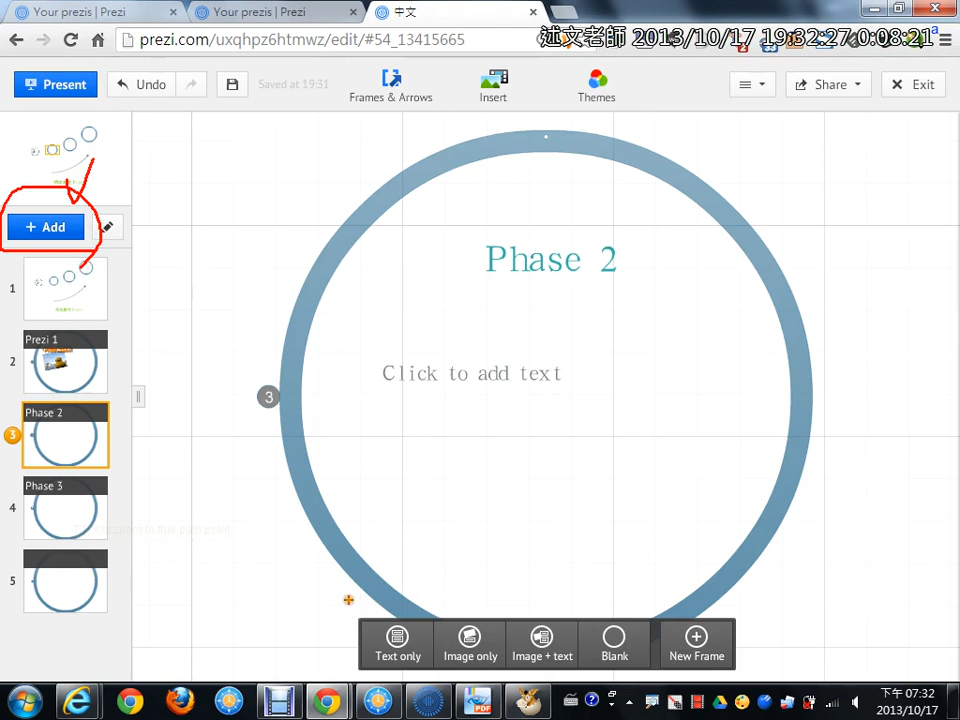 Your prezis | Prezi
Your prezis | Prezi
中文
prezi.com/uxqhpz6htmwz/edit/#54_13415665
述文老師 2013/10/17 19:32:27 0:08:21
Present
Undo
Saved at 19:31
Frames & Arrows
Insert
Themes
Share
Exit
+ Add
1
2
Prezi 1
3
Phase 2
4
Phase 3
5
3
Phase 2
Click to add text
Text only
Image only
Image + text
Blank
New Frame
PDF
下午 07:32
2013/10/17